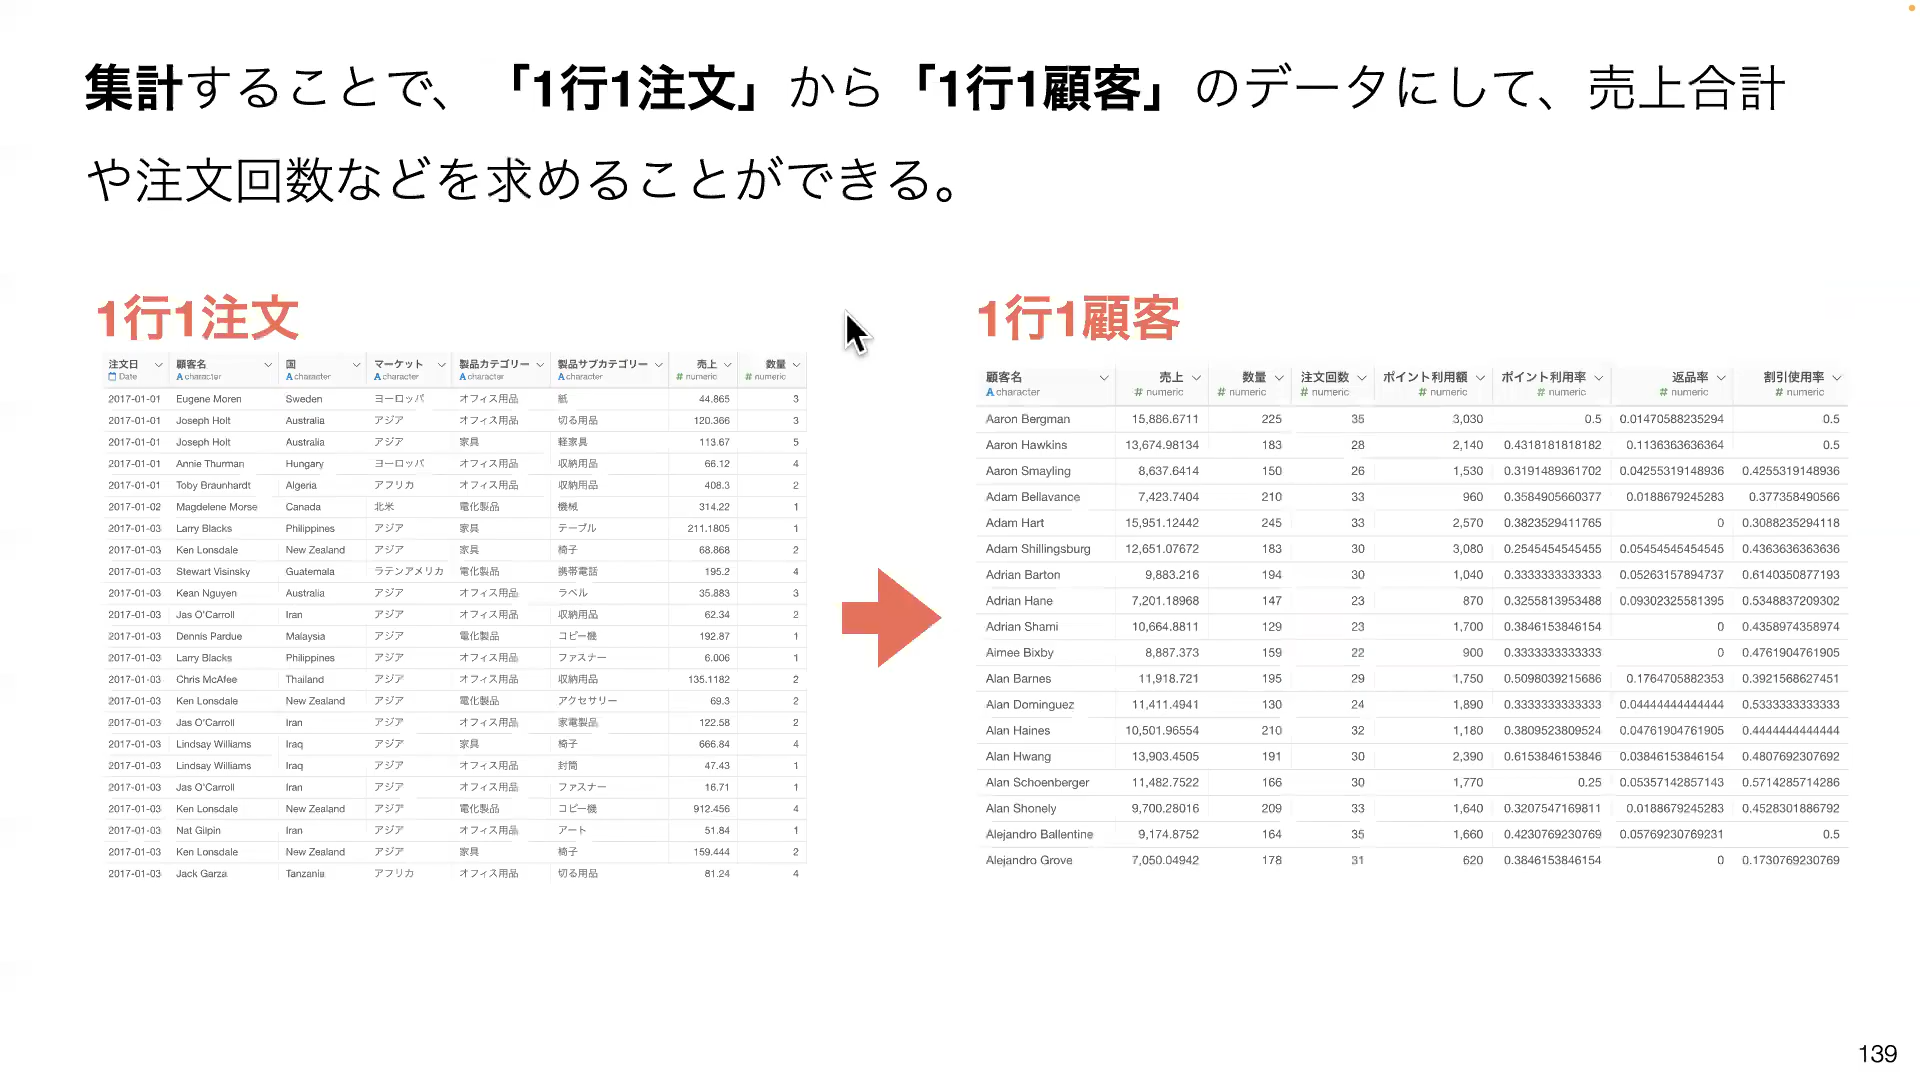 集計することで、「1行1注文」から「1行1顧客」のデータにして、売上合計
や注文回数などを求めることができる。
1行1注文
注文日 顧客名 国 マーケット 製品カテゴリー 製品サブカテゴリー 売上 数量
Date character character character character character # numeric # numeric
2017-01-01 Eugene Moren Sweden ヨーロッパ オフィス用品 紙 44.865 3
2017-01-01 Joseph Holt Australia アジア オフィス用品 切る用品 120.366 3
2017-01-01 Joseph Holt Australia アジア 家具 軽家具 113.67 5
2017-01-01 Annie Thurman Hungary ヨーロッパ オフィス用品 収納用品 66.12 4
2017-01-01 Toby Braunhardt Algeria アフリカ オフィス用品 収納用品 408.3 2
2017-01-02 Magdelene Morse Canada 北米 電化製品 機械 314.22 1
2017-01-03 Larry Blacks Philippines アジア 家具 テーブル 211.1805 1
2017-01-03 Ken Lonsdale New Zealand アジア 家具 椅子 68.868 2
2017-01-03 Stewart Visinsky Guatemala ラテンアメリカ 電化製品 携帯電話 195.2 4
2017-01-03 Kean Nguyen Australia アジア オフィス用品 ラベル 35.883 3
2017-01-03 Jas O'Carroll Iran アジア オフィス用品 収納用品 62.34 2
2017-01-03 Dennis Pardue Malaysia アジア 電化製品 コピー機 192.87 1
2017-01-03 Larry Blacks Philippines アジア オフィス用品 ファスナー 6.006 1
2017-01-03 Chris McAfee Thailand アジア オフィス用品 収納用品 135.1182 2
2017-01-03 Ken Lonsdale New Zealand アジア 電化製品 アクセサリー 69.3 2
2017-01-03 Jas O'Carroll Iran アジア オフィス用品 家電製品 122.58 2
2017-01-03 Lindsay Williams Iraq アジア 家具 椅子 666.84 4
2017-01-03 Lindsay Williams Iraq アジア オフィス用品 封筒 47.43 1
2017-01-03 Jas O'Carroll Iran アジア オフィス用品 ファスナー 16.71 1
2017-01-03 Ken Lonsdale New Zealand アジア 電化製品 コピー機 912.456 4
2017-01-03 Nat Gilpin Iran アジア オフィス用品 アート 51.84 1
2017-01-03 Ken Lonsdale New Zealand アジア 家具 椅子 159.444 2
2017-01-03 Jack Garza Tanzania アフリカ オフィス用品 切る用品 81.24 4
1行1顧客
顧客名 売上 数量 注文回数 ポイント利用額 ポイント利用率 返品率 割引使用率
A character # numeric # numeric # numeric # numeric # numeric # numeric # numeric
Aaron Bergman 15,886.6711 225 35 3,030 0.5 0.01470588235294 0.5
Aaron Hawkins 13,674.98134 183 28 2,140 0.4318181818182 0.1136363636364 0.5
Aaron Smayling 8,637.6414 150 26 1,530 0.3191489361702 0.04255319148936 0.4255319148936
Adam Bellavance 7,423.7404 210 33 960 0.3584905660377 0.0188679245283 0.377358490566
Adam Hart 15,951.12442 245 33 2,570 0.3823529411765 0 0.3088235294118
Adam Shillingsburg 12,651.07672 183 30 3,080 0.2545454545455 0.05454545454545 0.4363636363636
Adrian Barton 9,883.216 194 30 1,040 0.3333333333333 0.05263157894737 0.6140350877193
Adrian Hane 7,201.18968 147 23 870 0.3255813953488 0.09302325581395 0.5348837209302
Adrian Shami 10,664.8811 129 23 1,700 0.3846153846154 0 0.4358974358974
Aimee Bixby 8,887.373 159 22 900 0.3333333333333 0 0.4761904761905
Alan Barnes 11,918.721 195 29 1,750 0.5098039215686 0.1764705882353 0.3921568627451
Alan Dominguez 11,411.4941 130 24 1,890 0.3333333333333 0.04444444444444 0.5333333333333
Alan Haines 10,501.96554 210 32 1,180 0.3809523809524 0.04761904761905 0.4444444444444
Alan Hwang 13,903.4505 191 30 2,390 0.6153846153846 0.03846153846154 0.4807692307692
Alan Schoenberger 11,482.7522 166 30 1,770 0.25 0.05357142857143 0.5714285714286
Alan Shonely 9,700.28016 209 33 1,640 0.3207547169811 0.0188679245283 0.4528301886792
Alejandro Ballentine 9,174.8752 164 35 1,660 0.4230769230769 0.05769230769231 0.5
Alejandro Grove 7,050.04942 178 31 620 0.3846153846154 0 0.1730769230769
139